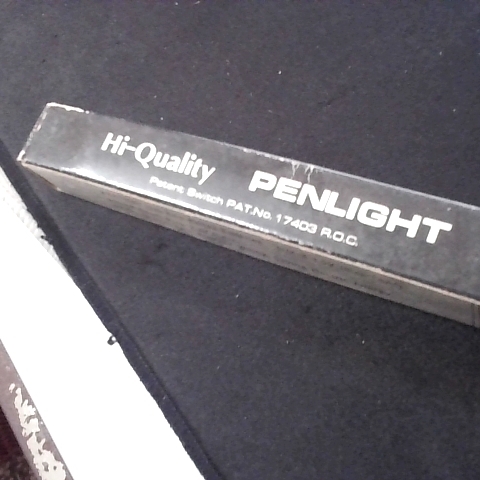 Hi-Quality PENLIGHT
Patent Switch PAT.No. 17403 R.O.C.